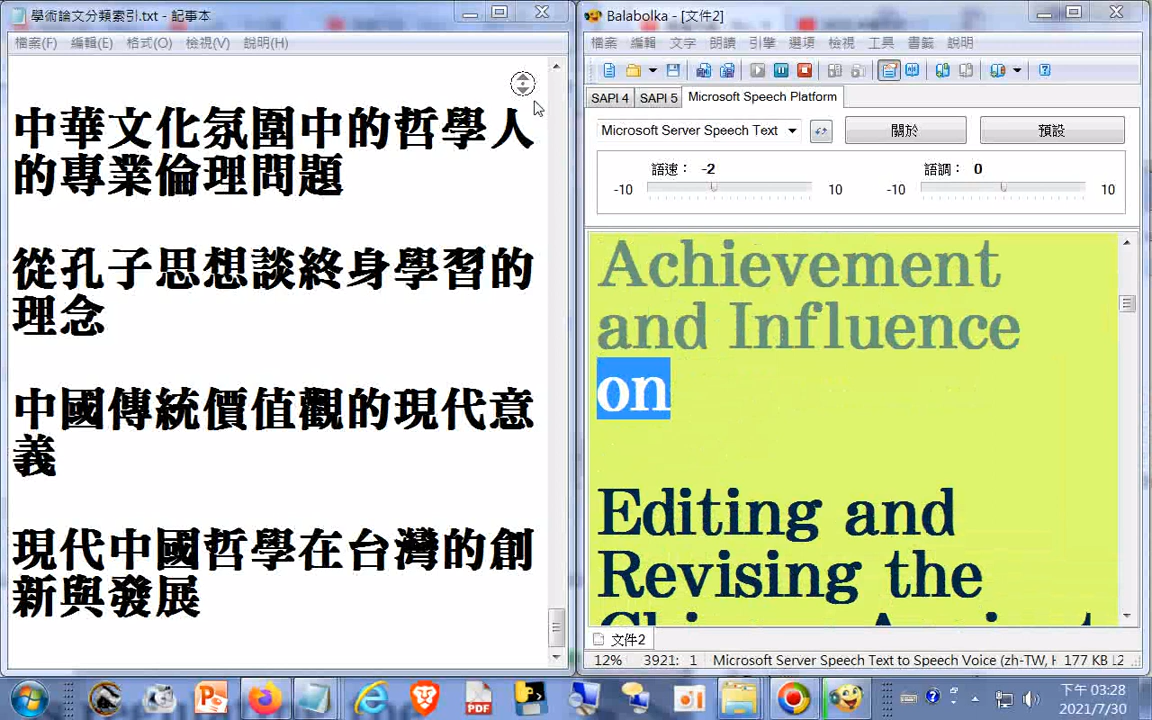 學術論文分類索引.txt - 記事本
檔案(F) 編輯(E) 格式(O) 檢視(V) 說明(H)
中華文化氛圍中的哲學人
的專業倫理問題
從孔子思想談終身學習的
理念
中國傳統價值觀的現代意
義
現代中國哲學在台灣的創
新與發展
Balabolka - [文件2]
檔案 編輯 文字 朗讀 引擎 選項 檢視 工具 書籤 說明
SAPI 4 SAPI 5 Microsoft Speech Platform
Microsoft Server Speech Text 關於 預設
語速： -2 語調： 0
-10 10 -10 10
Achievement
and Influence
on
Editing and
Revising the
文件2
12% 3921: 1 Microsoft Server Speech Text to Speech Voice (zh-TW, H 177 KB
下午 03:28
2021/7/30